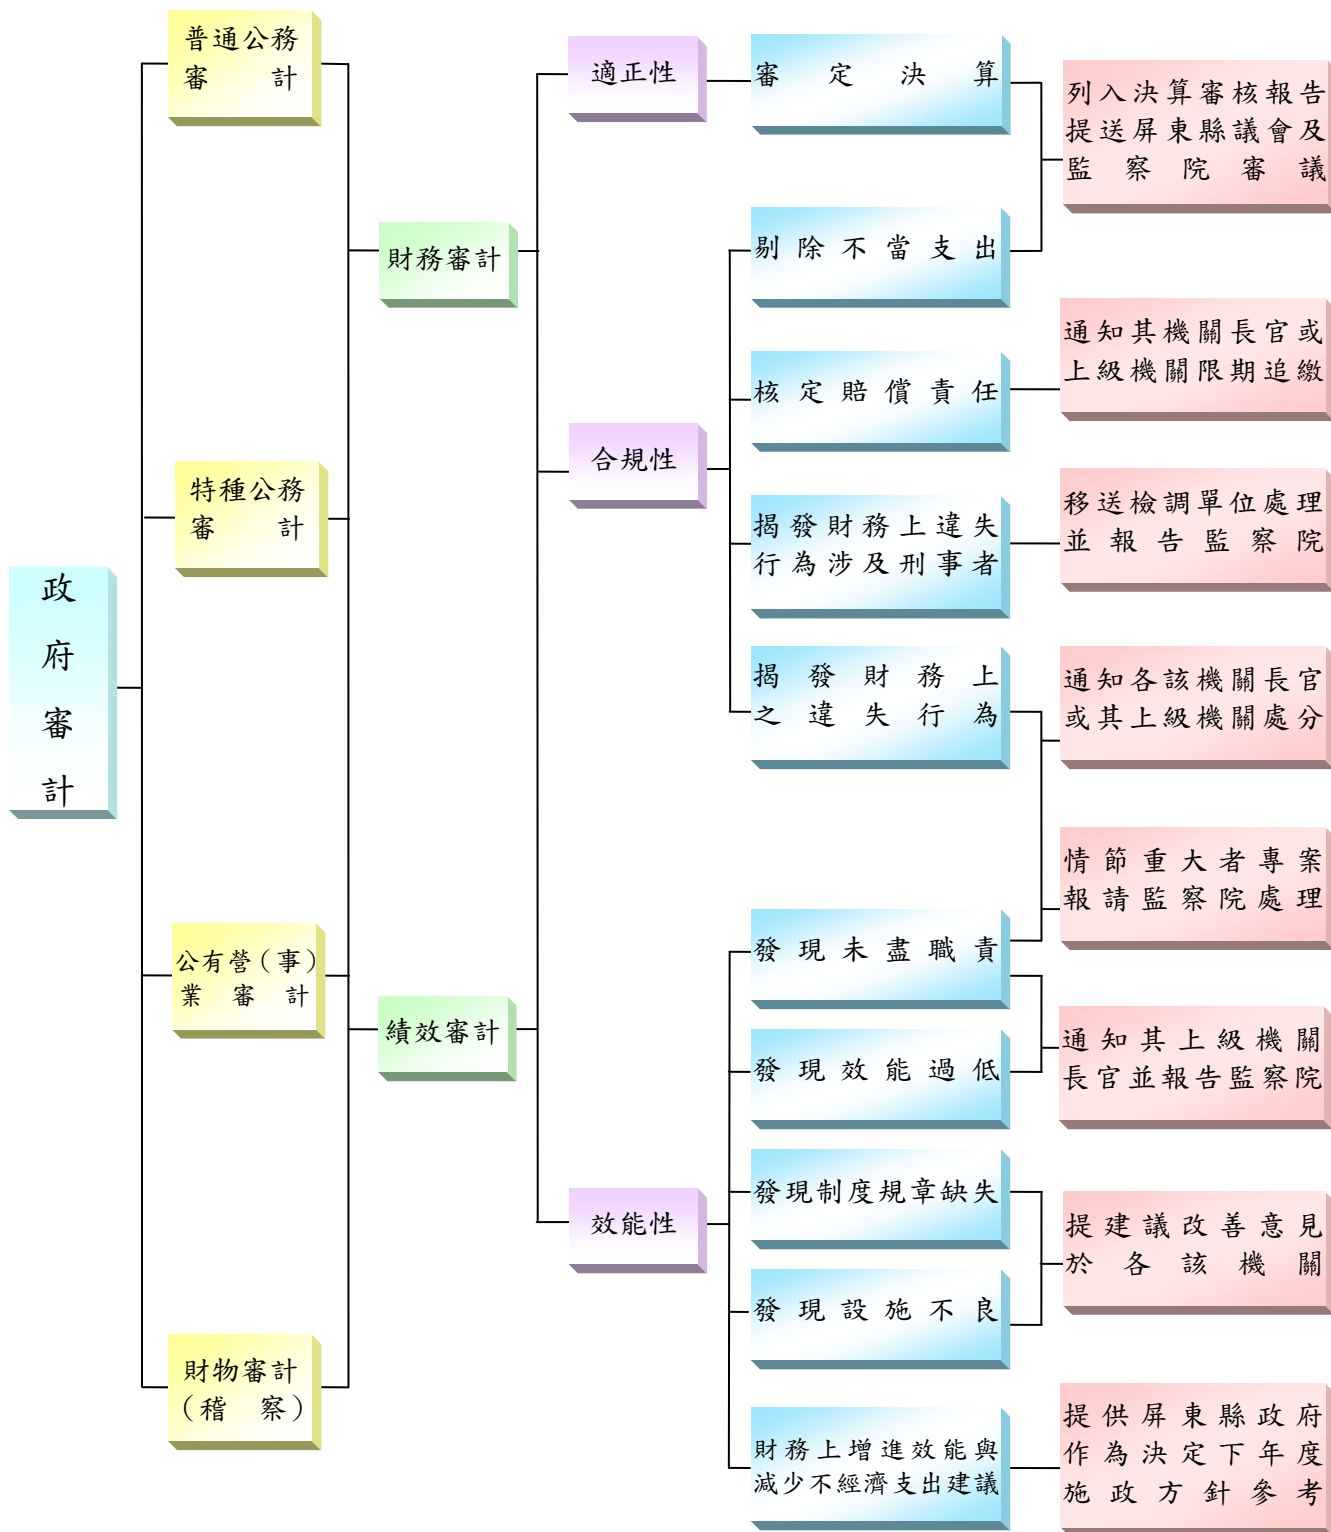 政
府
審
計
普通公務
審計
特種公務
審計
公有營(事)
業審計
財物審計
(稽察)
財務審計
績效審計
適正性
合規性
效能性
審定決算
剔除不當支出
核定賠償責任
揭發財務上違失
行為涉及刑事者
揭發財務上
之違失行為
發現未盡職責
發現效能過低
發現制度規章缺失
發現設施不良
財務上增進效能與
減少不經濟支出建議
列入決算審核報告
提送屏東縣議會及
監察院審議
通知其機關長官或
上級機關限期追繳
移送檢調單位處理
並報告監察院
通知各該機關長官
或其上級機關處分
情節重大者專案
報請監察院處理
通知其上級機關
長官並報告監察院
提建議改善意見
於各該機關
提供屏東縣政府
作為決定下年度
施政方針參考